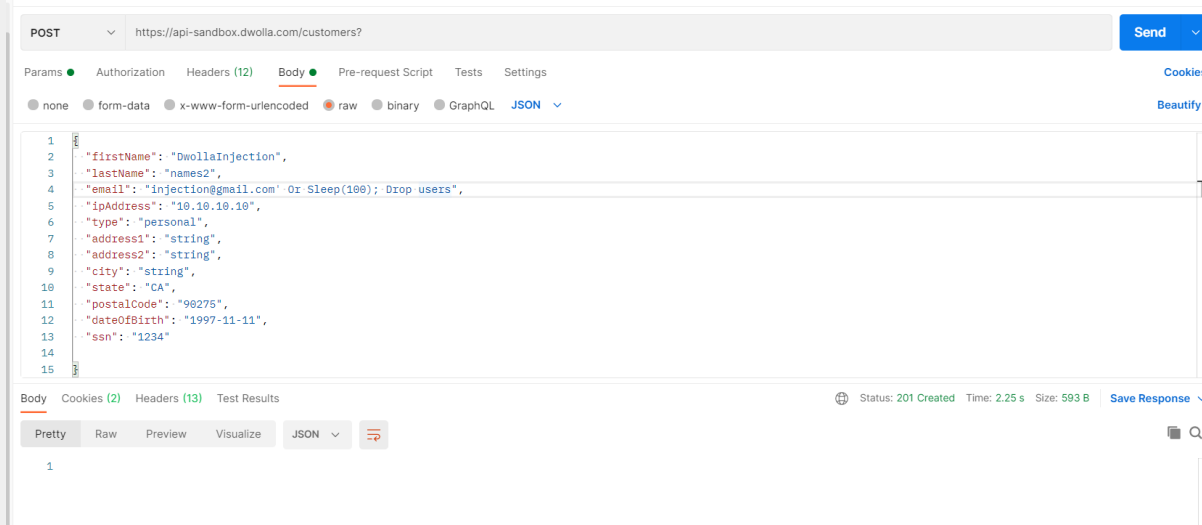 POST https://api-sandbox.dwolla.com/customers? Send
Params Authorization Headers (12) Body Pre-request Script Tests Settings Cookies
none form-data x-www-form-urlencoded raw binary GraphQL JSON Beautify
1 {
2 "firstName": "DwollaInjection",
3 "lastName": "names2",
4 "email": "injection@gmail.com' Or Sleep(100); Drop users",
5 "ipAddress": "10.10.10.10",
6 "type": "personal",
7 "address1": "string",
8 "address2": "string",
9 "city": "string",
10 "state": "CA",
11 "postalCode": "90275",
12 "dateOfBirth": "1997-11-11",
13 "ssn": "1234"
14
15 }
Body Cookies (2) Headers (13) Test Results Status: 201 Created Time: 2.25 s Size: 593 B Save Response
Pretty Raw Preview Visualize JSON
1